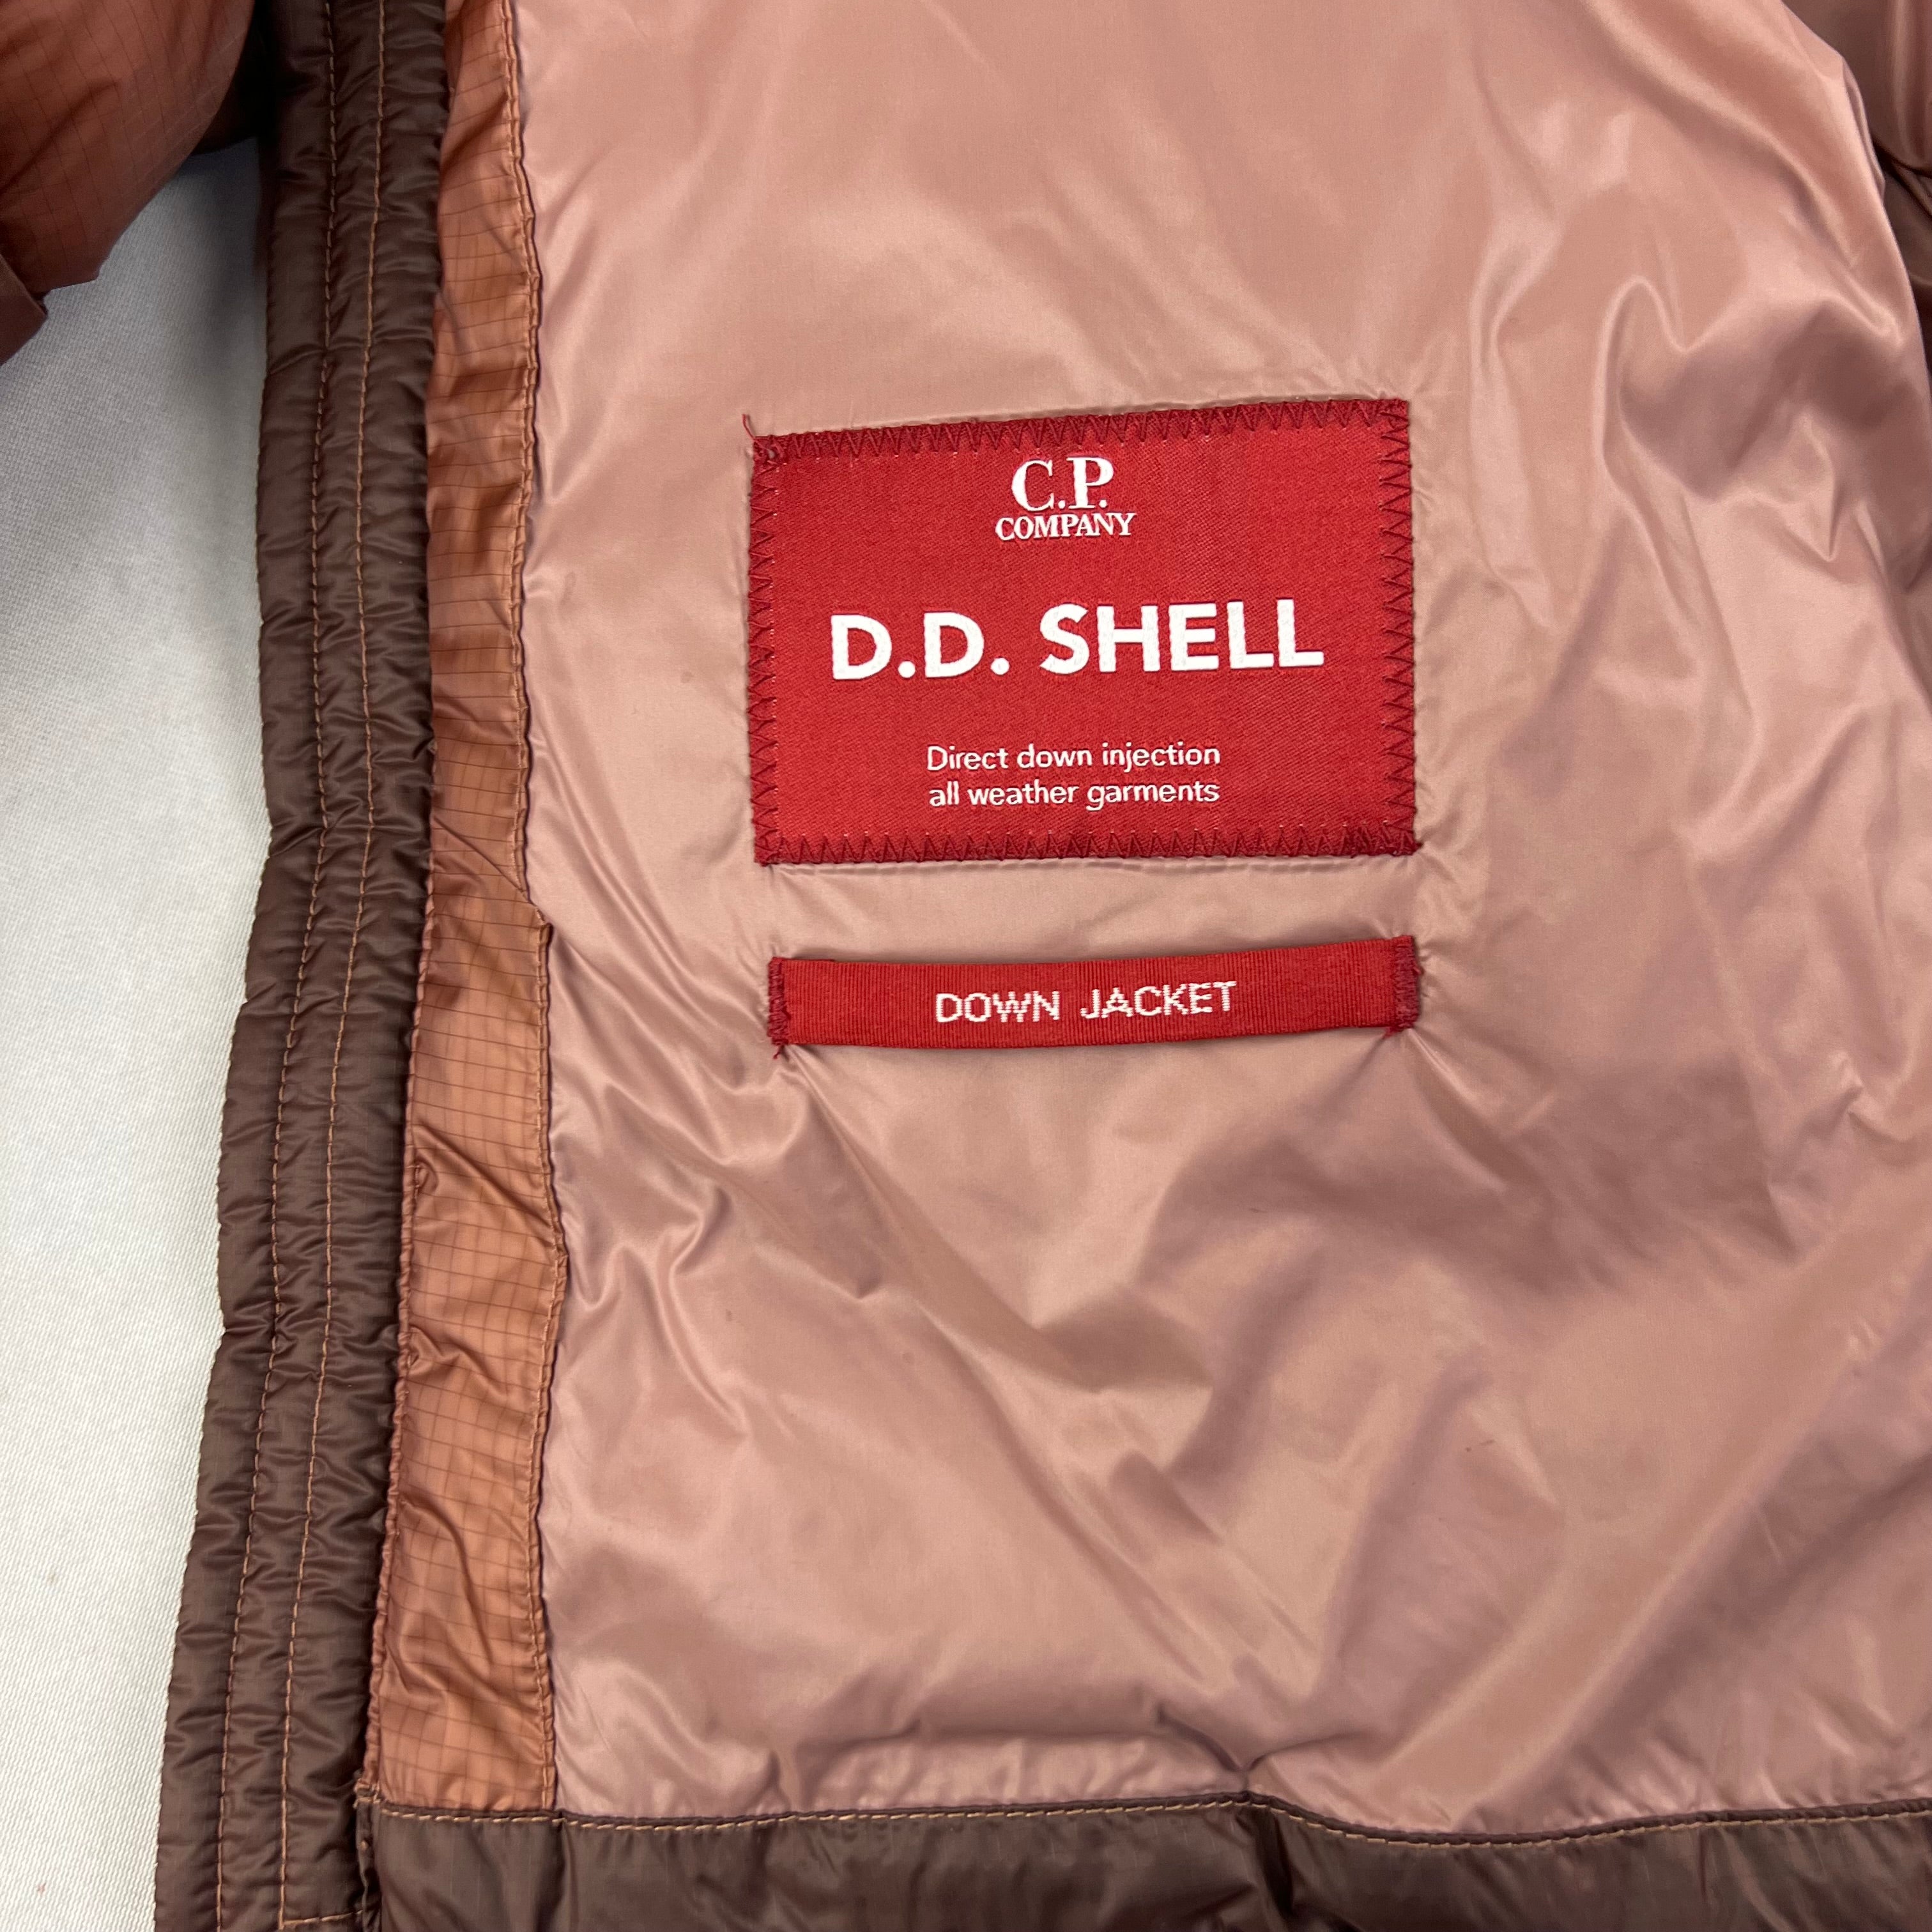 C.P.
COMPANY
D.D. SHELL
Direct down injection
all weather garments
DOWN JACKET